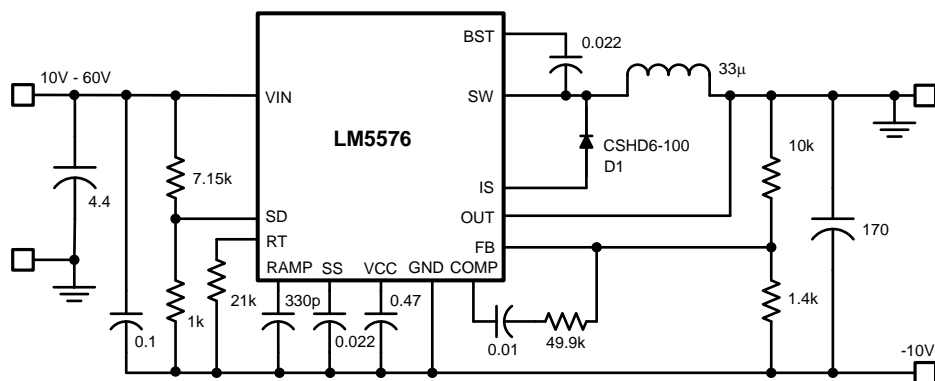 BST
0.022
33μ
10V - 60V
VIN
SW
LM5576
CSHD6-100
D1
10k
7.15k
IS
4.4
SD
OUT
170
RT
FB
RAMP
SS
VCC
GND
COMP
21k
330p
0.47
1.4k
1k
0.1
0.022
0.01
49.9k
-10V